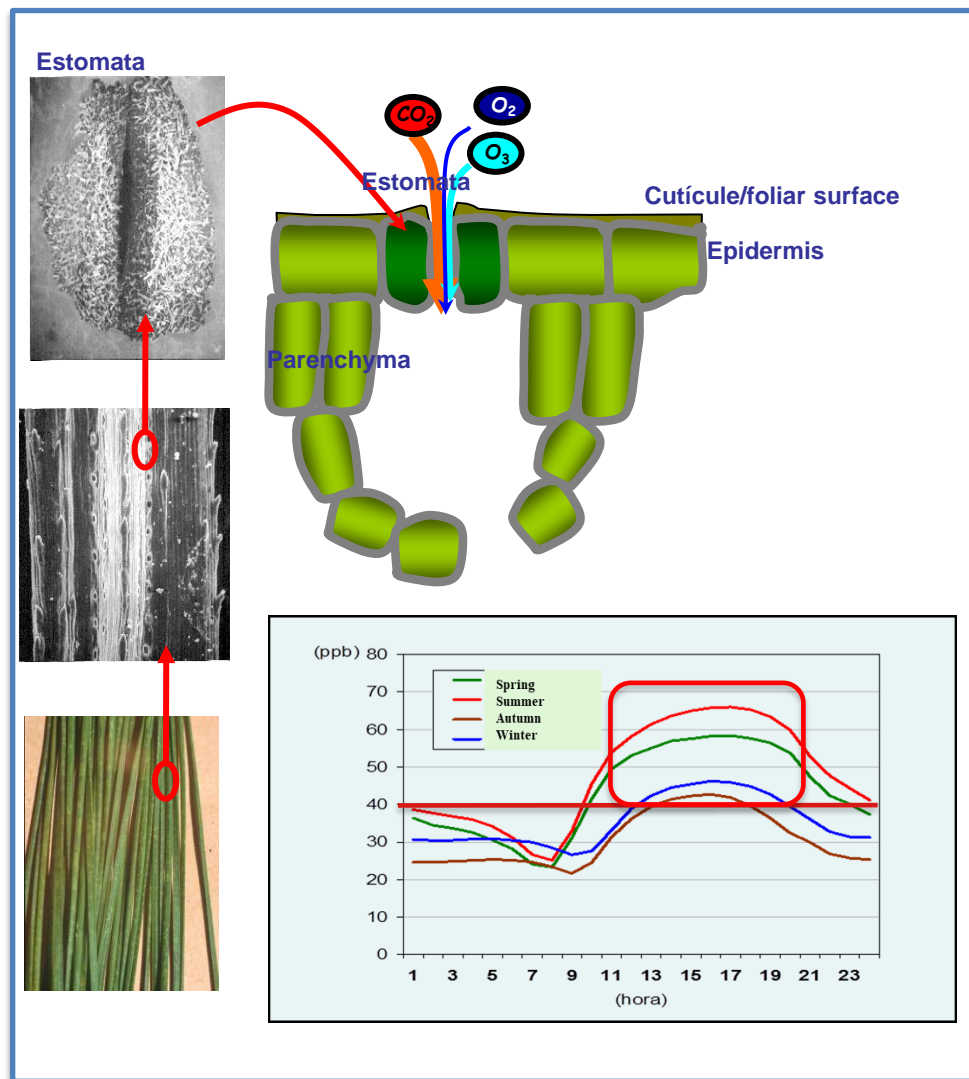 Estomata
CO2
O2
O3
Estomata
Cutícule/foliar surface
Epidermis
Parenchyma
(ppb)
80
70
60
50
40
30
20
10
0
Spring
Summer
Autumn
Winter
1 3 5 7 9 11 13 15 17 19 21 23
(hora)